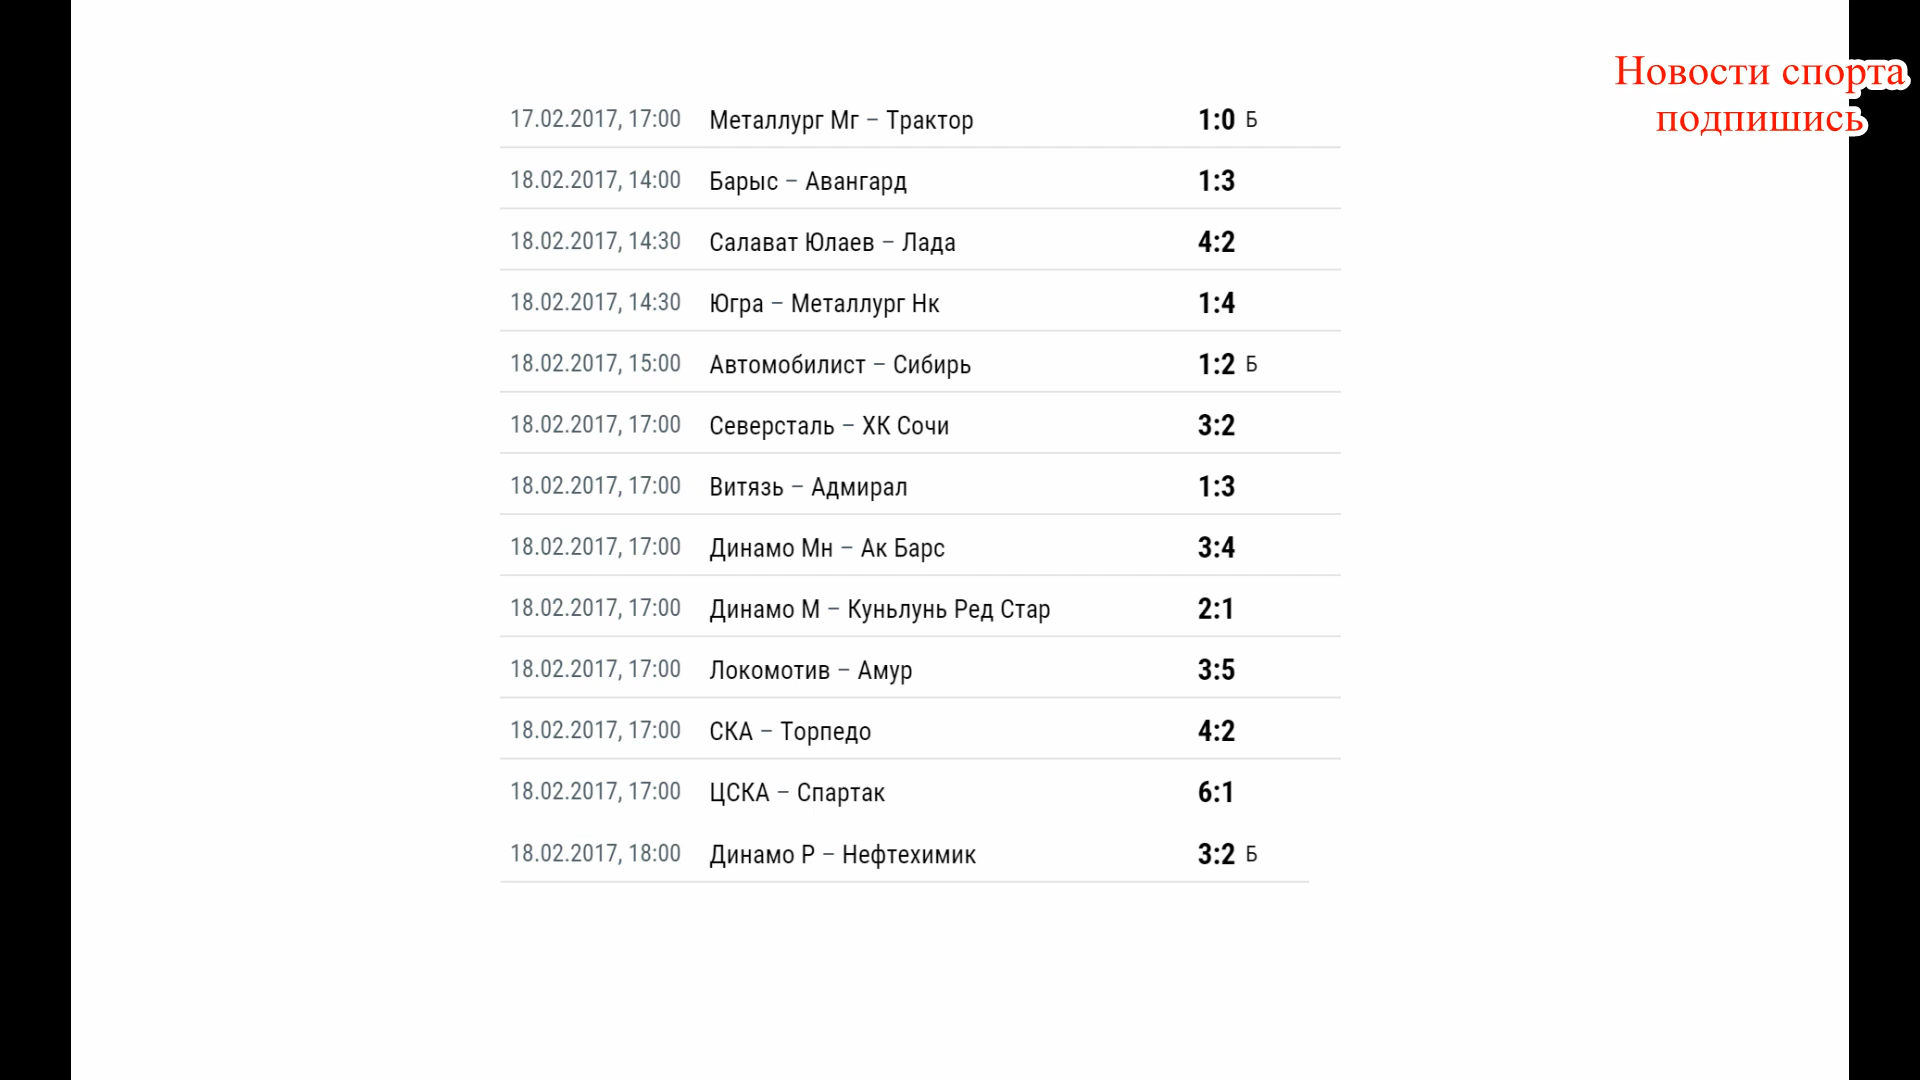 Новости спорта
подпишись
17.02.2017, 17:00 Металлург Мг – Трактор 1:0 Б
18.02.2017, 14:00 Барыс – Авангард 1:3
18.02.2017, 14:30 Салават Юлаев – Лада 4:2
18.02.2017, 14:30 Югра – Металлург Нк 1:4
18.02.2017, 15:00 Автомобилист – Сибирь 1:2 Б
18.02.2017, 17:00 Северсталь – ХК Сочи 3:2
18.02.2017, 17:00 Витязь – Адмирал 1:3
18.02.2017, 17:00 Динамо Мн – Ак Барс 3:4
18.02.2017, 17:00 Динамо М – Куньлунь Ред Стар 2:1
18.02.2017, 17:00 Локомотив – Амур 3:5
18.02.2017, 17:00 СКА – Торпедо 4:2
18.02.2017, 17:00 ЦСКА – Спартак 6:1
18.02.2017, 18:00 Динамо Р – Нефтехимик 3:2 Б